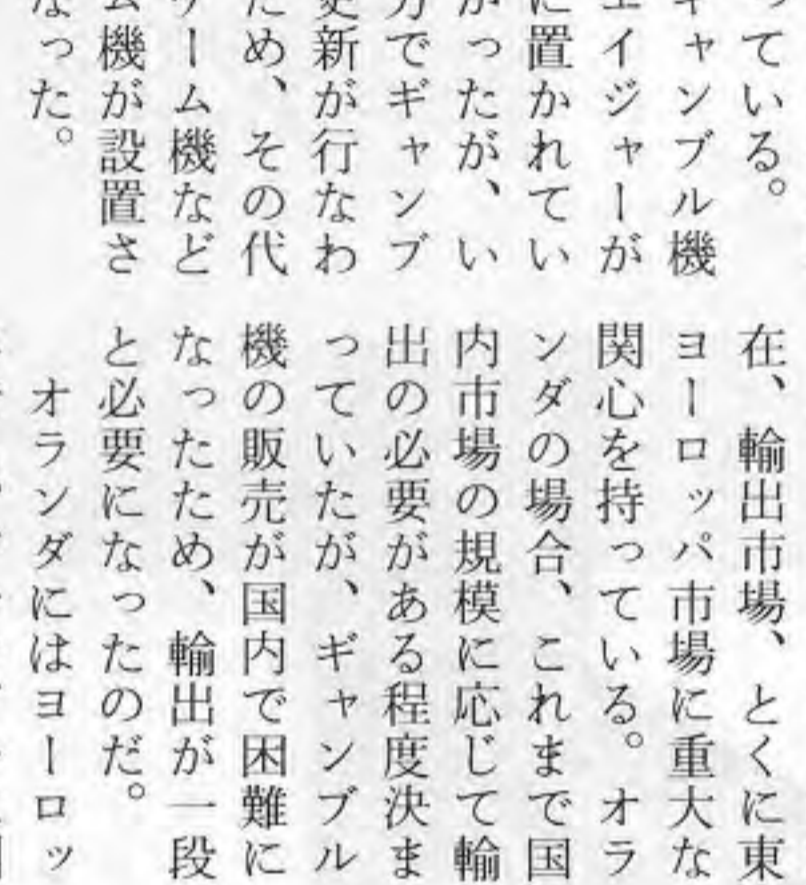 っている。
ギャンブル機
エイジャーが
に置かれてい
がったが、い
力でギャンブ
更新が行なわ
ため、その代
ゲーム機など
ム機が設置さ
なった。
在、輸出市場、とくに東
ヨーロッパ市場に重大な
関心を持っている。オラ
ンダの場合、これまで国
内市場の規模に応じて輸
出の必要がある程度決ま
っていたが、ギャンブル
機の販売が国内で困難に
なったため、輸出が一段
と必要になったのだ。
オランダにはヨーロッ